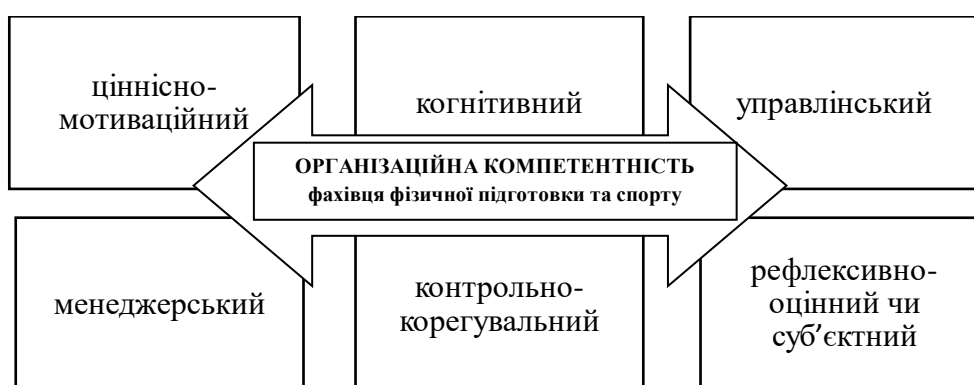 ціннісно-
мотиваційний
когнітивний
управлінський
ОРГАНІЗАЦІЙНА КОМПЕТЕНТНІСТЬ
фахівця фізичної підготовки та спорту
менеджерський
контрольно-
корегувальний
рефлексивно-
оцінний чи
суб’єктний